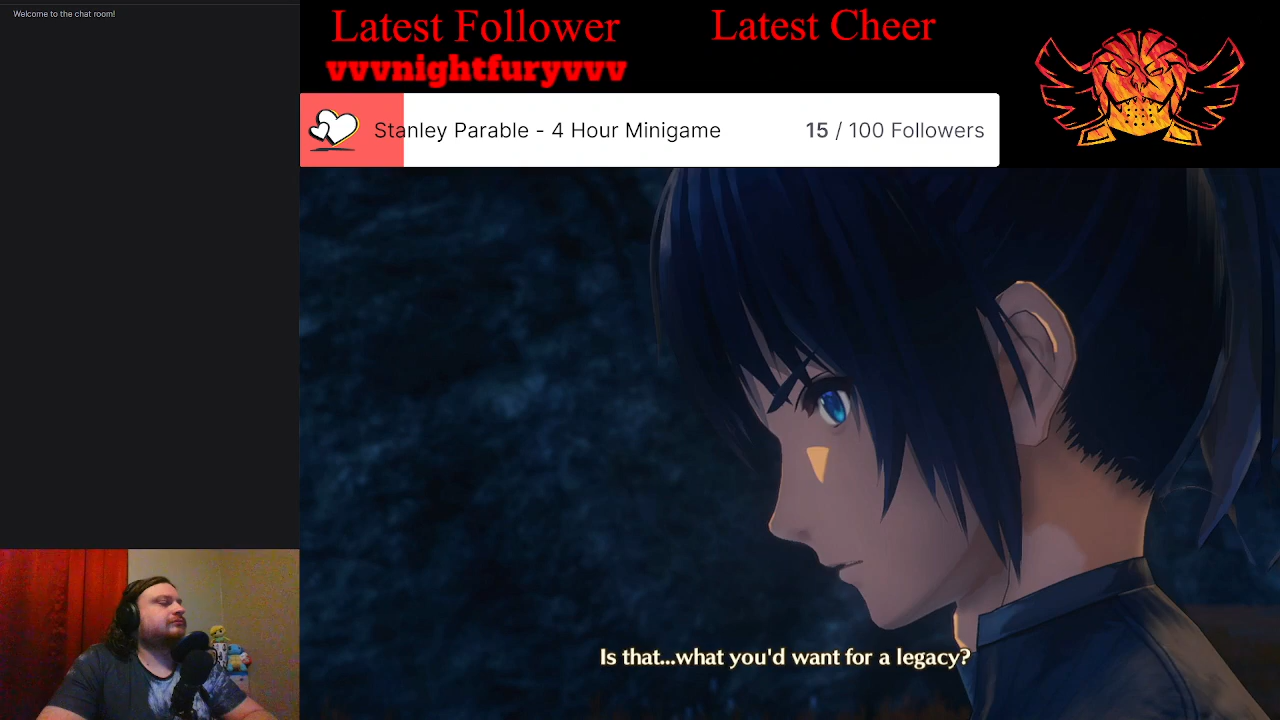 Welcome to the chat room!
Latest Follower
vvvnightfuryvvv
Latest Cheer
Stanley Parable - 4 Hour Minigame
15 / 100 Followers
Is that...what you'd want for a legacy?